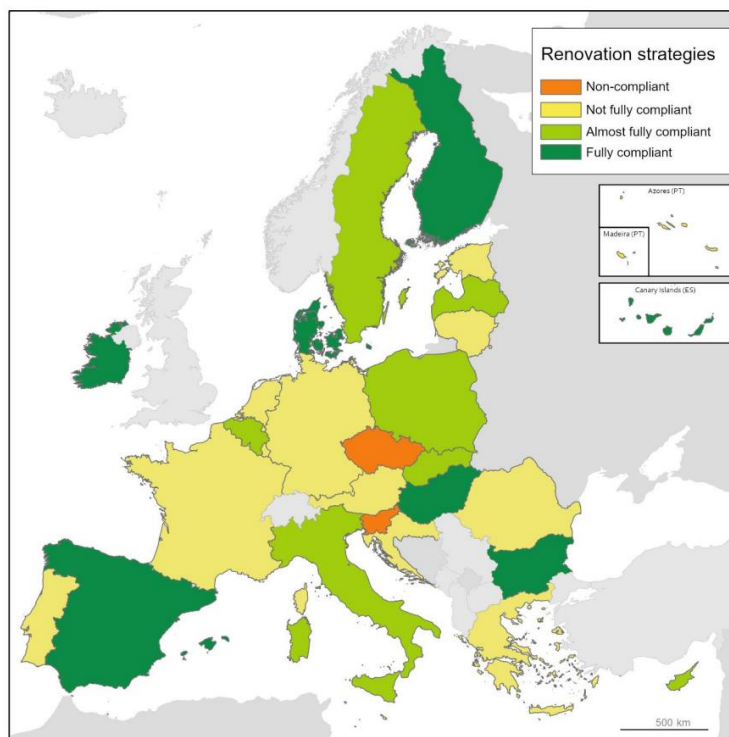 Renovation strategies
Non-compliant
Not fully compliant
Almost fully compliant
Fully compliant
Azores (PT)
Madeira (PT)
Canary Islands (ES)
500 km